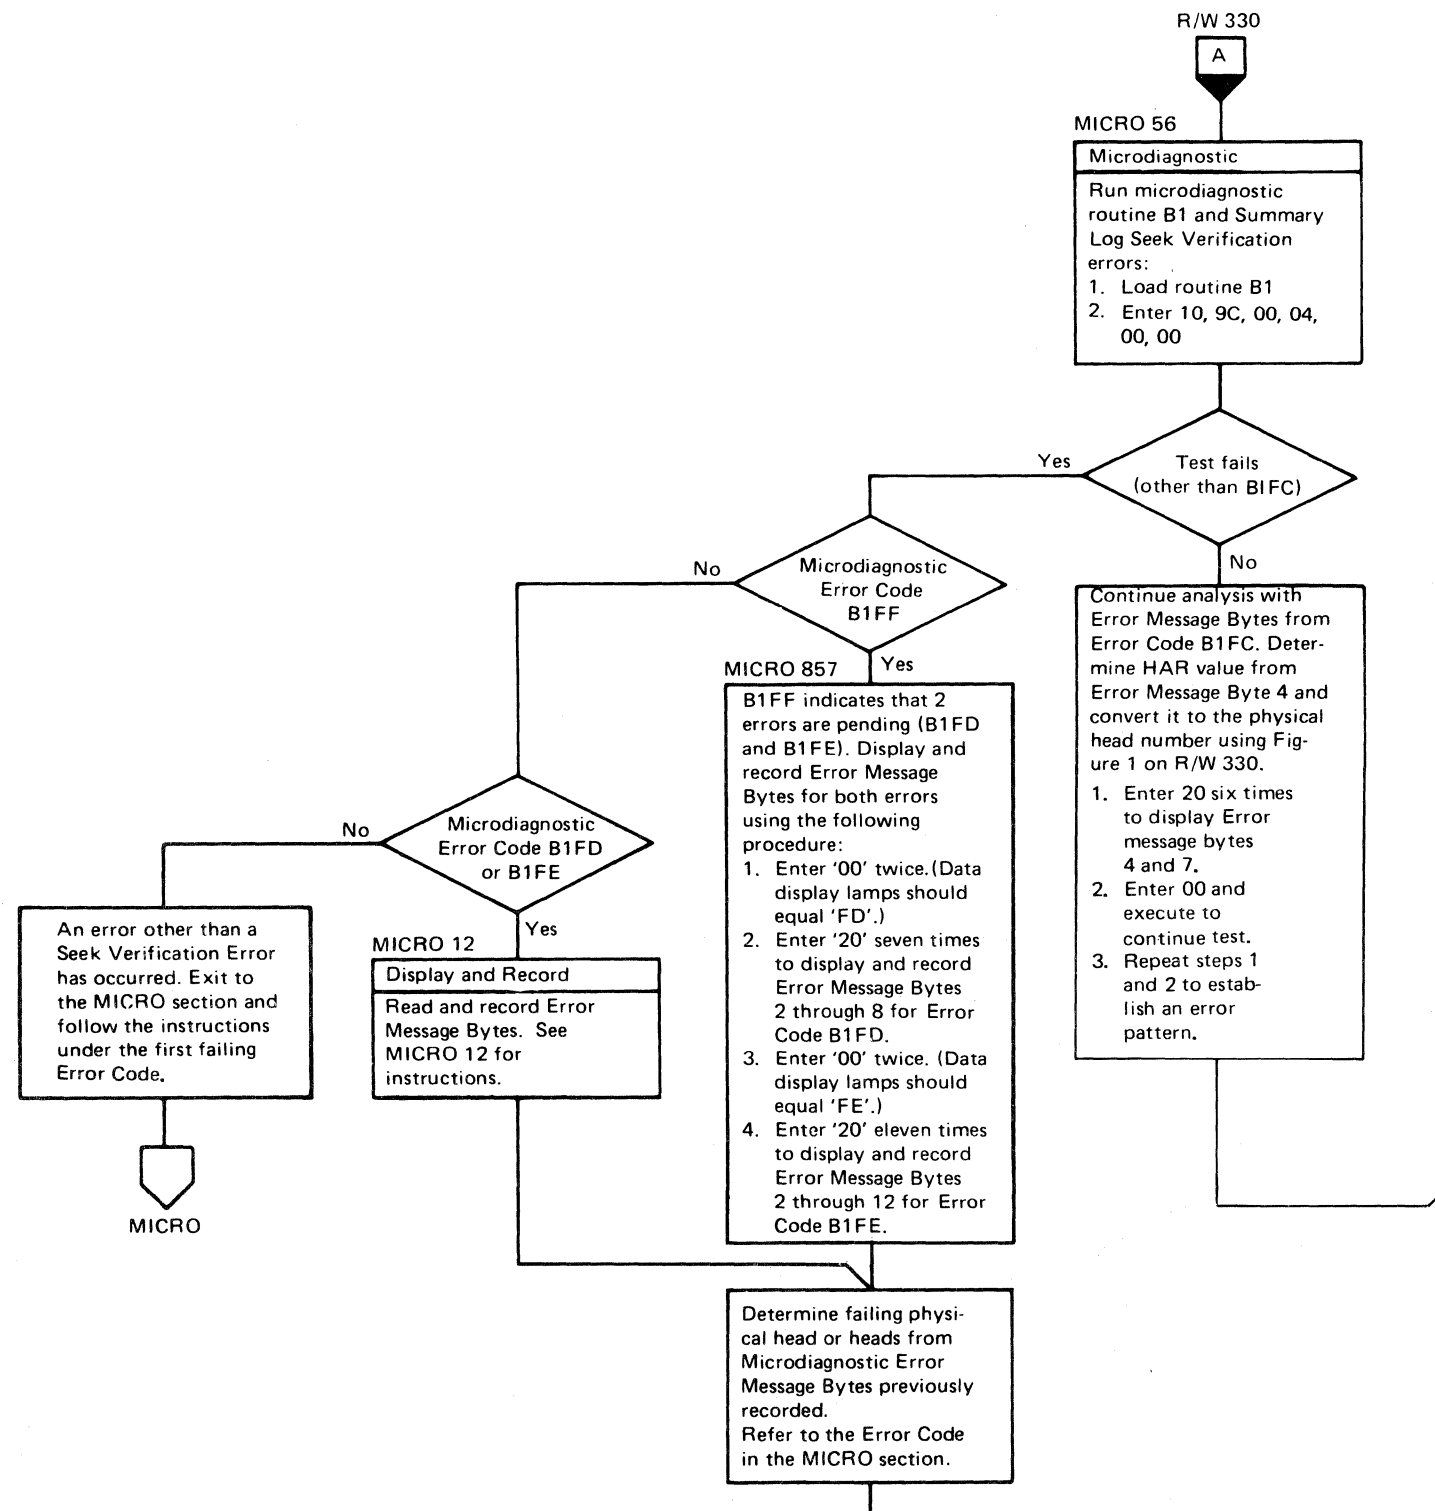 R/W 330
A
MICRO 56
Microdiagnostic
Run microdiagnostic
routine B1 and Summary
Log Seek Verification
errors:
1. Load routine B1
2. Enter 10, 9C, 00, 04,
00, 00
Test fails
(other than BIFC)
Yes
No
Microdiagnostic
Error Code
B1FF
No
Yes
Continue analysis with
Error Message Bytes from
Error Code B1FC. Deter-
mine HAR value from
Error Message Byte 4 and
convert it to the physical
head number using Fig-
ure 1 on R/W 330.
1. Enter 20 six times
to display Error
message bytes
4 and 7.
2. Enter 00 and
execute to
continue test.
3. Repeat steps 1
and 2 to estab-
lish an error
pattern.
MICRO 857
B1FF indicates that 2
errors are pending (B1FD
and B1FE). Display and
record Error Message
Bytes for both errors
using the following
procedure:
1. Enter '00' twice.(Data
display lamps should
equal 'FD'.)
2. Enter '20' seven times
to display and record
Error Message Bytes
2 through 8 for Error
Code B1FD.
3. Enter '00' twice. (Data
display lamps should
equal 'FE'.)
4. Enter '20' eleven times
to display and record
Error Message Bytes
2 through 12 for Error
Code B1FE.
Microdiagnostic
Error Code B1FD
or B1FE
No
Yes
An error other than a
Seek Verification Error
has occurred. Exit to
the MICRO section and
follow the instructions
under the first failing
Error Code.
MICRO
MICRO 12
Display and Record
Read and record Error
Message Bytes. See
MICRO 12 for
instructions.
Determine failing physi-
cal head or heads from
Microdiagnostic Error
Message Bytes previously
recorded.
Refer to the Error Code
in the MICRO section.